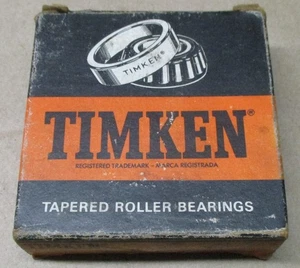 TIMKEN®
TIMKEN®
REGISTERED TRADEMARK - MARCA REGISTRADA
TAPERED ROLLER BEARINGS